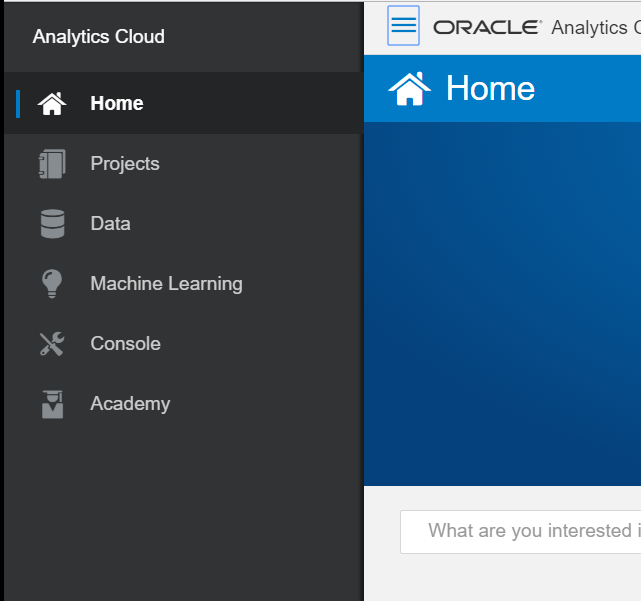 Analytics Cloud
Home
Projects
Data
Machine Learning
Console
Academy
ORACLE Analytics
Home
What are you interested